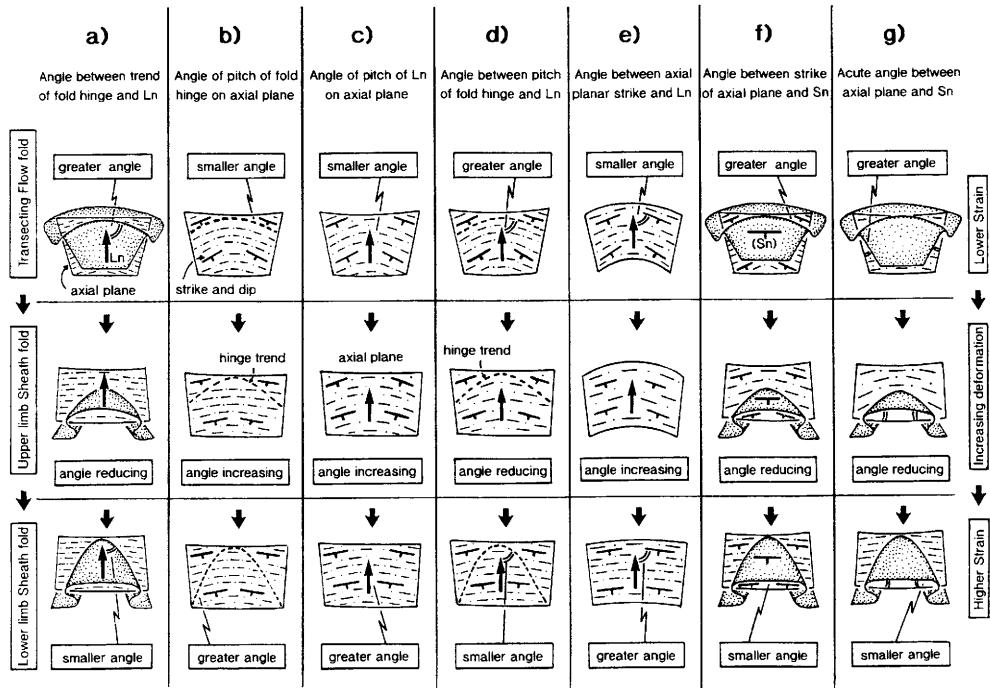 a)
b)
c)
d)
e)
f)
g)
Angle between trend
of fold hinge and Ln
Angle of pitch of fold
hinge on axial plane
Angle of pitch of Ln
on axial plane
Angle between pitch
of fold hinge and Ln
Angle between axial
planar strike and Ln
Angle between strike
of axial plane and Sn
Acute angle between
axial plane and Sn
Transecting Flow fold
greater angle
smaller angle
smaller angle
greater angle
smaller angle
greater angle
greater angle
Lower Strain
Ln
(Sn)
axial plane
strike and dip
Upper limb Sheath fold
hinge trend
axial plane
hinge trend
Increasing deformation
angle reducing
angle increasing
angle increasing
angle reducing
angle increasing
angle reducing
angle reducing
Lower limb Sheath fold
Higher Strain
smaller angle
greater angle
greater angle
smaller angle
greater angle
smaller angle
smaller angle